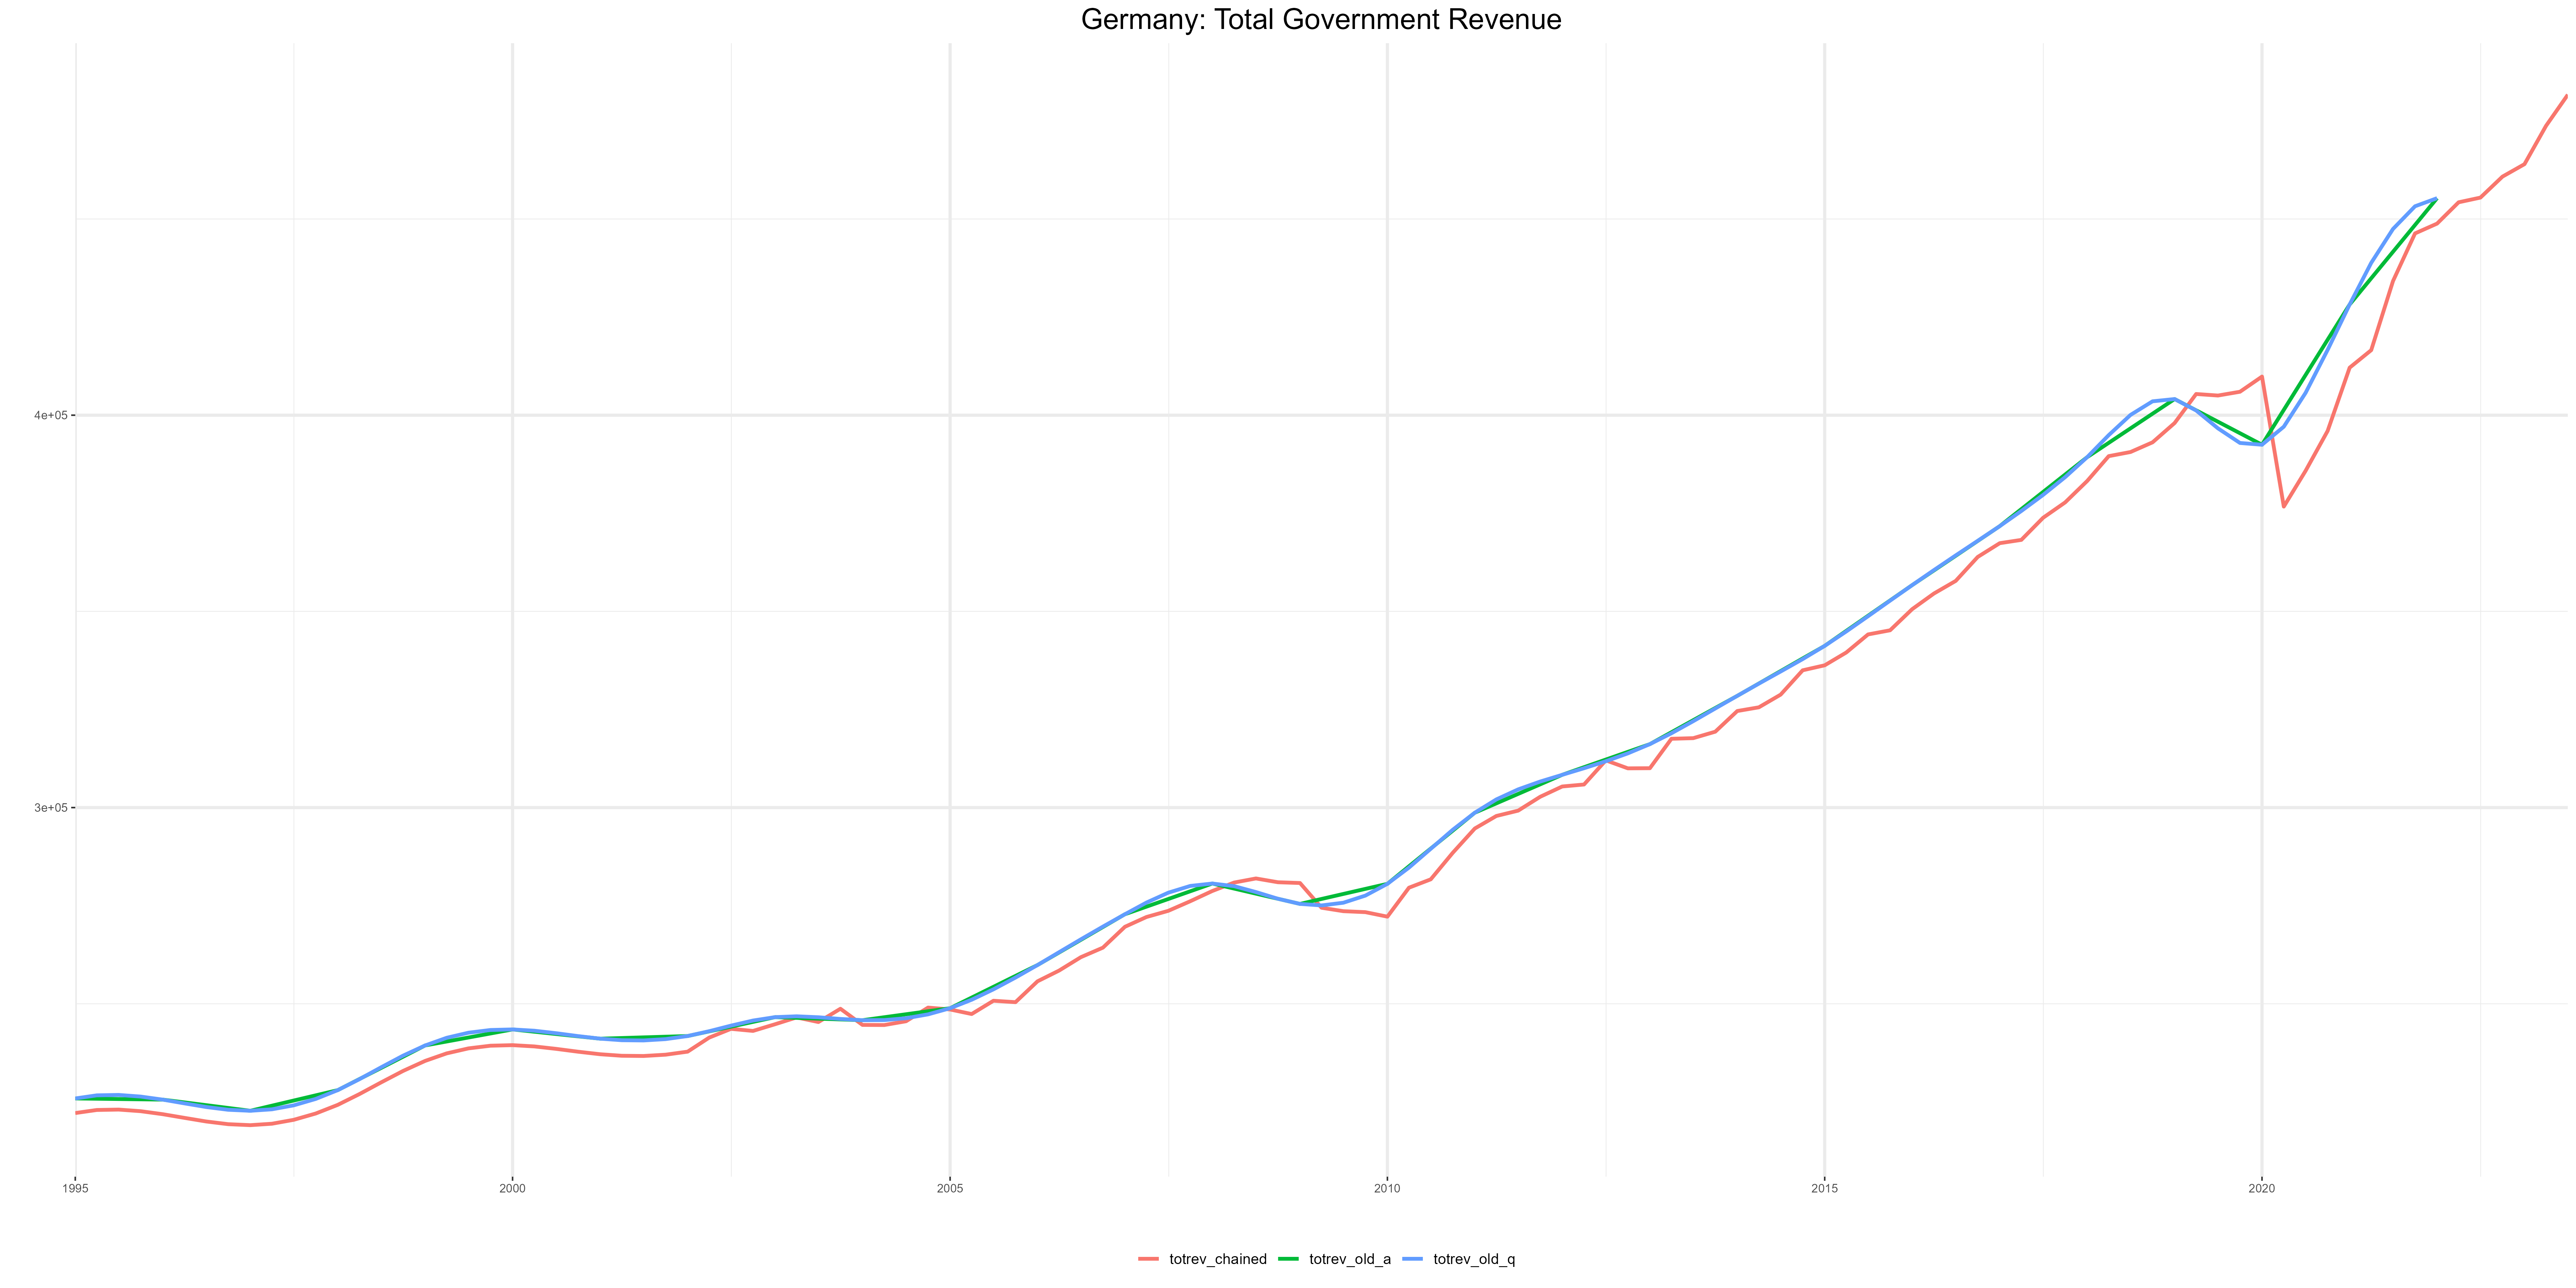 Germany: Total Government Revenue
4e+05
3e+05
1995 2000 2005 2010 2015 2020
totrev_chained totrev_old_a totrev_old_q